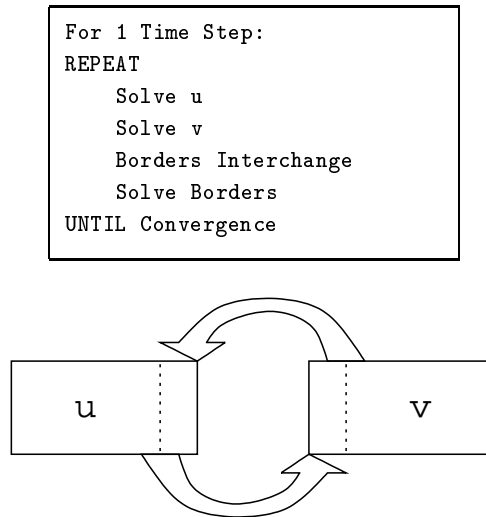 For 1 Time Step:
REPEAT
    Solve u
    Solve v
    Borders Interchange
    Solve Borders
UNTIL Convergence
u
v